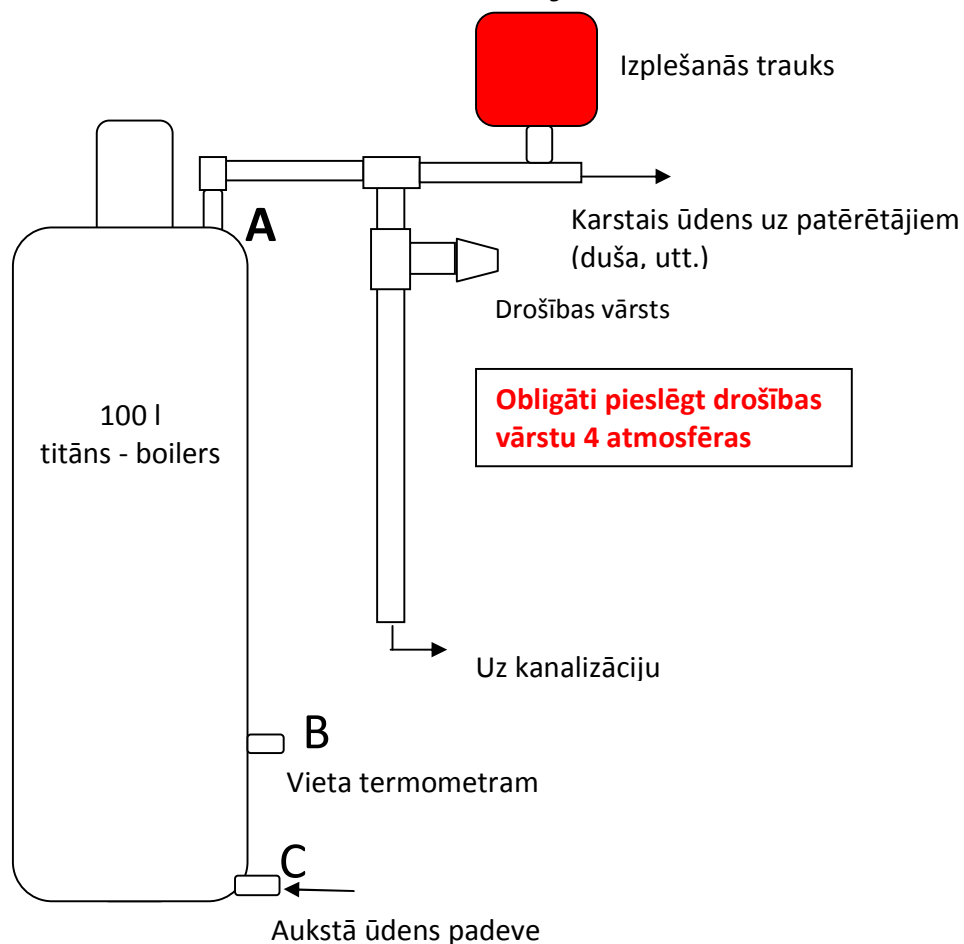 Izplešanās trauks
A
Karstais ūdens uz patērētājiem
(duša, utt.)
Drošības vārsts
Obligāti pieslēgt drošības
vārstu 4 atmosfēras
100 l
titāns - boilers
Uz kanalizāciju
B
Vieta termometram
C
Aukstā ūdens padeve